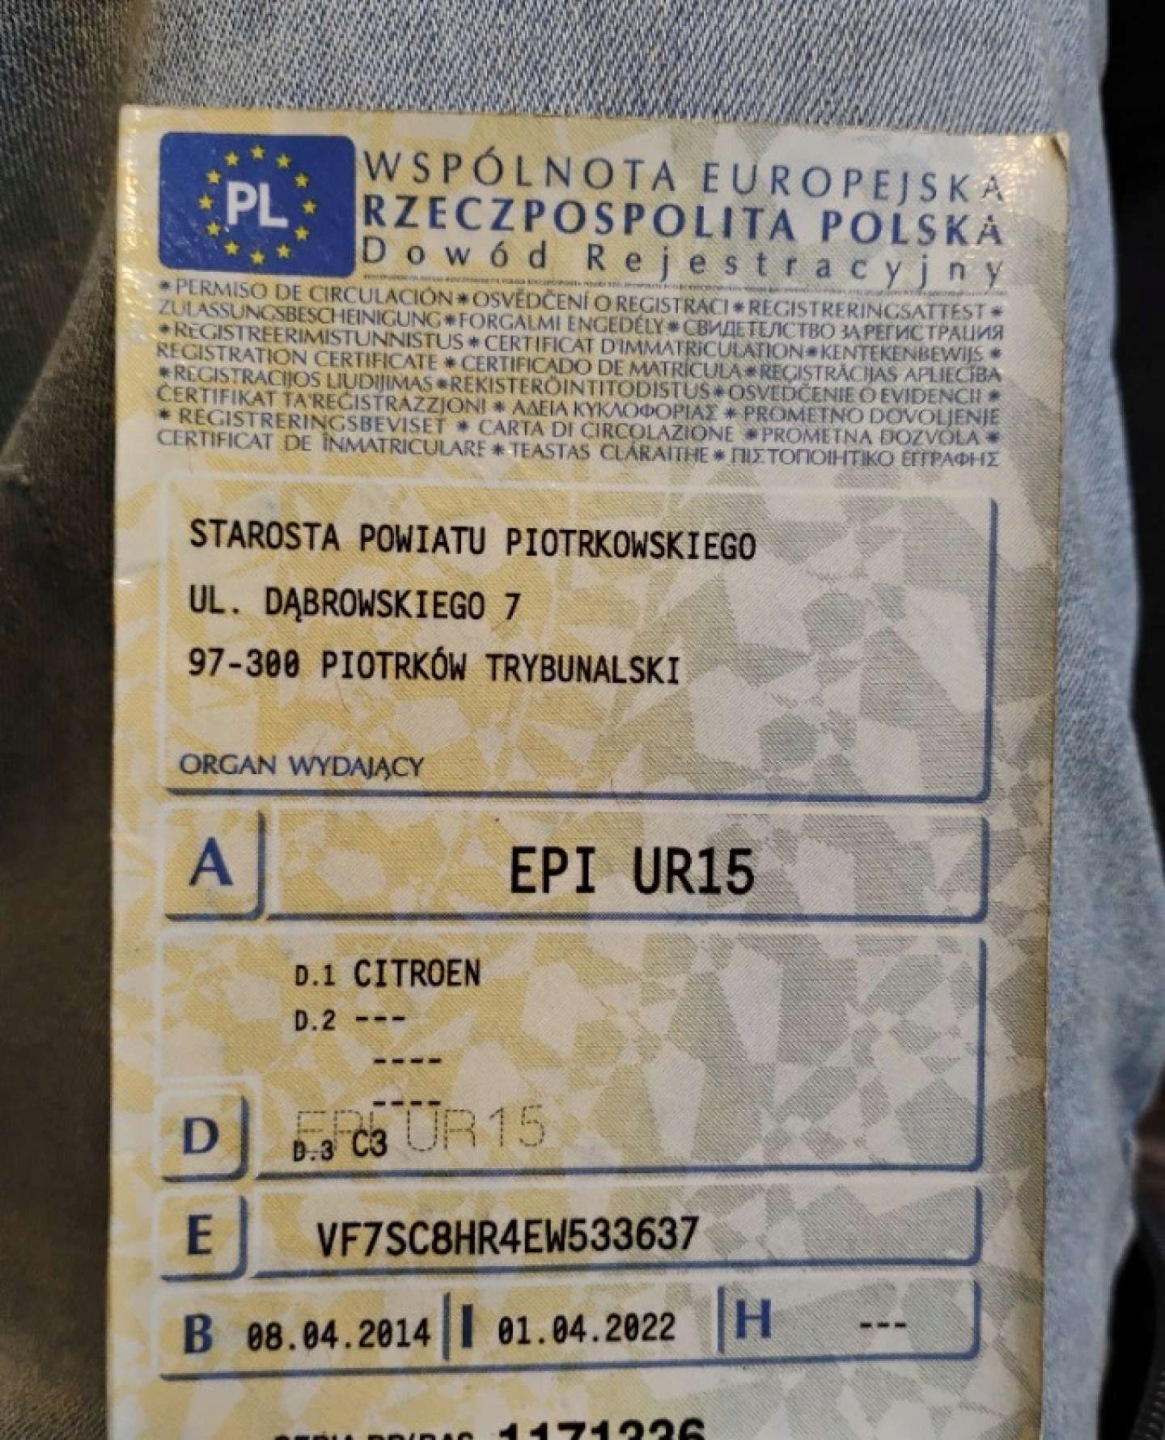 PL
WSPÓLNOTA EUROPEJSKA
RZECZPOSPOLITA POLSKA
Dowód Rejestracyjny
*PERMISO DE CIRCULACIÓN*OSVĚDČENÍ O REGISTRACI*REGISTRERINGSATTEST*
ZULASSUNGSBESCHEINIGUNG*FORGALMI ENGEDÉLY*СВИДЕТЕЛСТВО ЗА РЕГИСТРАЦИЯ
*REGISTREERIMISTUNNISTUS*CERTIFICAT D'IMMATRICULATION*KENTEKENBEWIJS*
REGISTRATION CERTIFICATE*CERTIFICADO DE MATRÍCULA*REGISTRĀCIJAS APLIECĪBA
*REGISTRACIJOS LIUDIJIMAS*REKISTERÖINTITODISTUS*OSVEDČENIE O EVIDENCII*
ĊERTIFIKAT TA'REĠISTRAZZJONI*ΑΔΕΙΑ ΚΥΚΛΟΦΟΡΙΑΣ*PROMETNO DOVOLJENJE
*REGISTRERINGSBEVISET*CARTA DI CIRCOLAZIONE*PROMETNA DOZVOLA*
CERTIFICAT DE ÎNMATRICULARE*TEASTAS CLÁRAITHE*ΠΙΣΤΟΠΟΙΗΤΙΚΟ ΕΓΓΡΑΦΗΣ
STAROSTA POWIATU PIOTRKOWSKIEGO
UL. DĄBROWSKIEGO 7
97-300 PIOTRKÓW TRYBUNALSKI
ORGAN WYDAJĄCY
A EPI UR15
D.1 CITROEN
D.2 ---
----
----
EPI UR15
D D.3 C3
E VF7SC8HR4EW533637
B 08.04.2014 I 01.04.2022 H ---
1171336